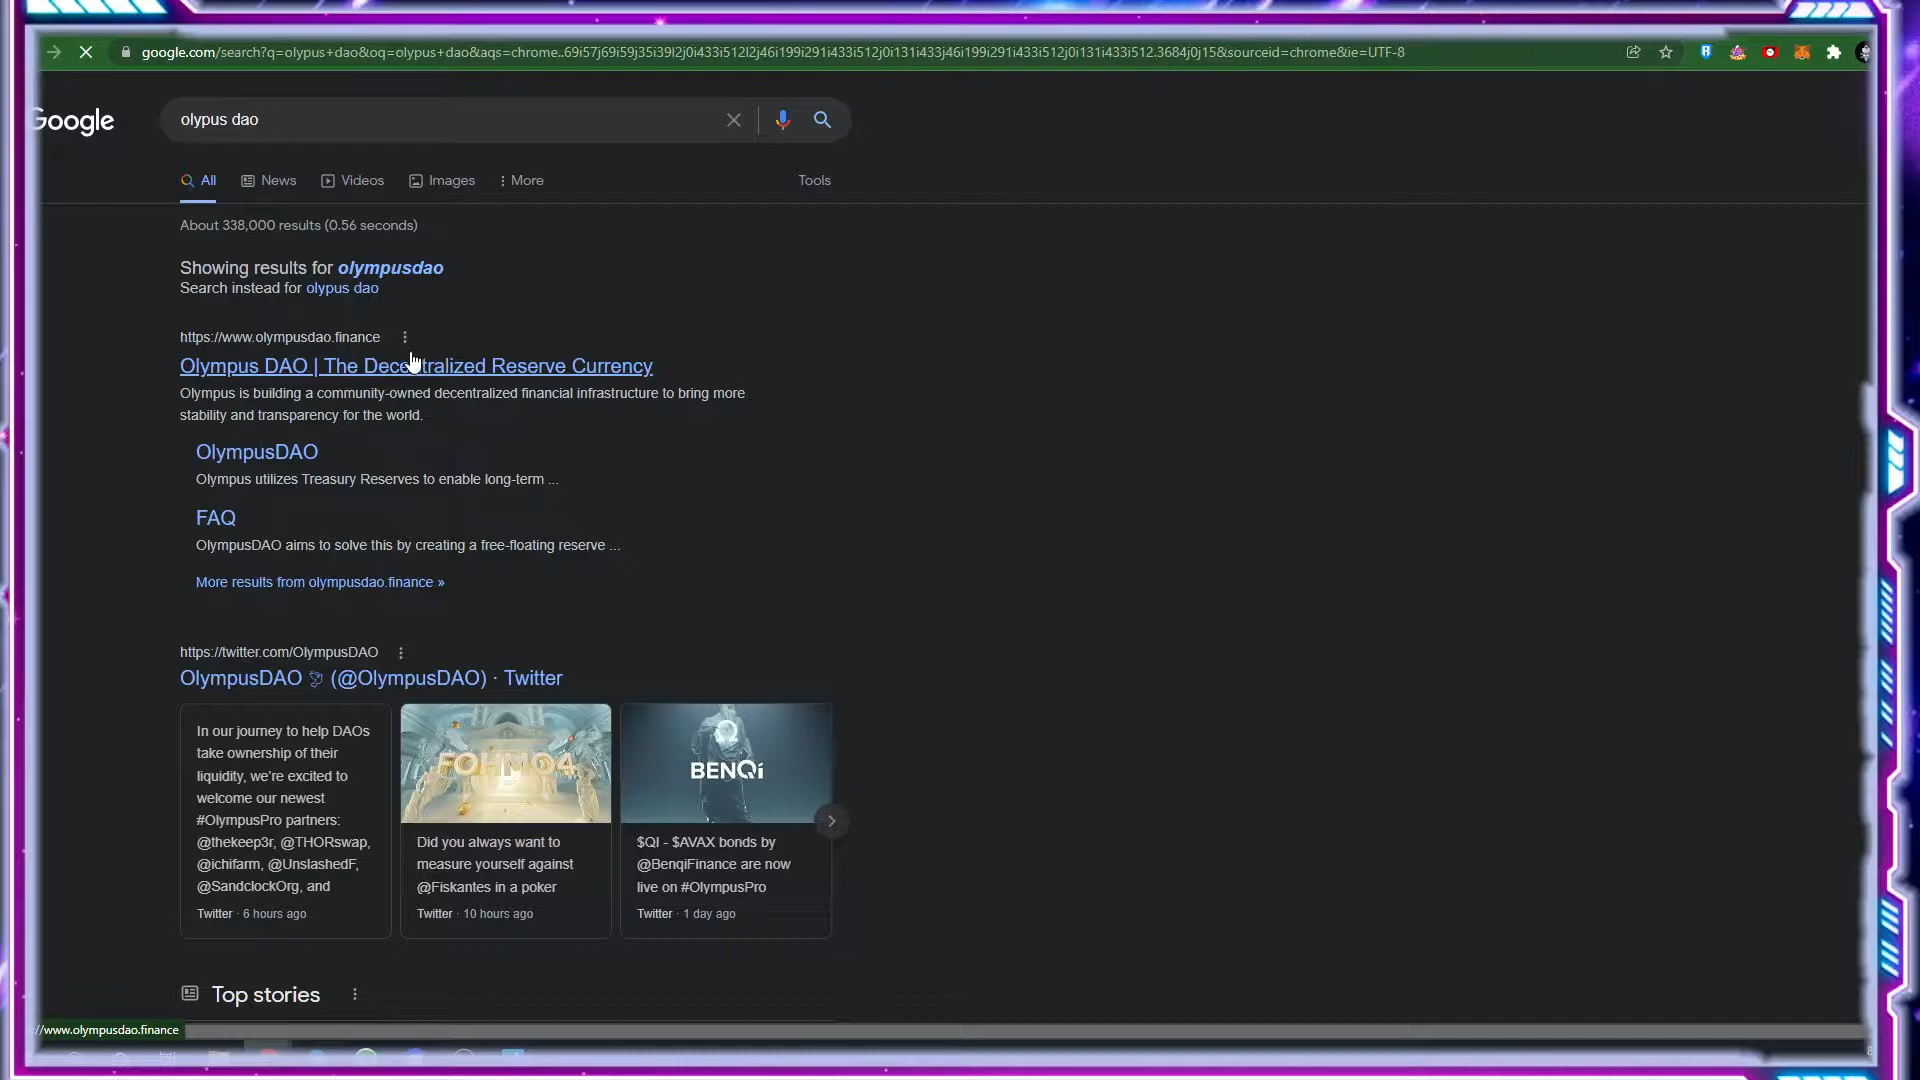 google.com/search?q=olypus+dao&oq=olypus+dao&aqs=chrome..69i57j69i59j35i39l2j0i433i512l2j46i199i291i433i512j0i131i433j46i199i291i433i512j0i131i433i512.3684j0j15&sourceid=chrome&ie=UTF-8
Google
olypus dao
All News Videos Images More Tools
About 338,000 results (0.56 seconds)
Showing results for olympusdao
Search instead for olypus dao
https://www.olympusdao.finance
Olympus DAO | The Decentralized Reserve Currency
Olympus is building a community-owned decentralized financial infrastructure to bring more
stability and transparency for the world.
OlympusDAO
Olympus utilizes Treasury Reserves to enable long-term ...
FAQ
OlympusDAO aims to solve this by creating a free-floating reserve ...
More results from olympusdao.finance »
https://twitter.com/OlympusDAO
OlympusDAO (@OlympusDAO) · Twitter
In our journey to help DAOs
take ownership of their
liquidity, we're excited to
welcome our newest
#OlympusPro partners:
@thekeep3r, @THORswap,
@ichifarm, @UnslashedF,
@SandclockOrg, and
Twitter · 6 hours ago
FOHMO4
Did you always want to
measure yourself against
@Fiskantes in a poker
Twitter · 10 hours ago
BENQi
$QI - $AVAX bonds by
@BenqiFinance are now
live on #OlympusPro
Twitter · 1 day ago
Top stories
//www.olympusdao.finance